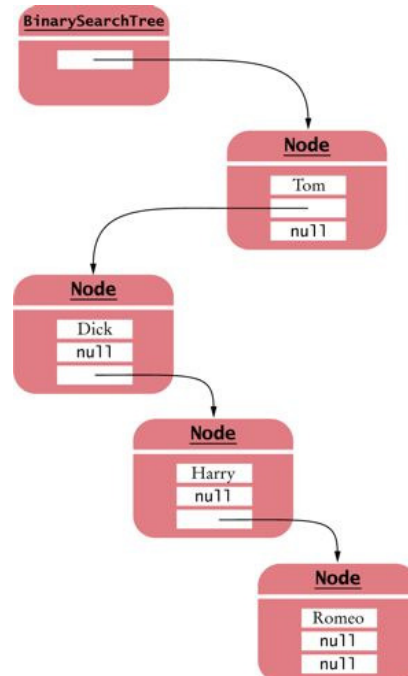 BinarySearchTree
Node
Tom
null
Node
Dick
null
Node
Harry
null
Node
Romeo
null
null